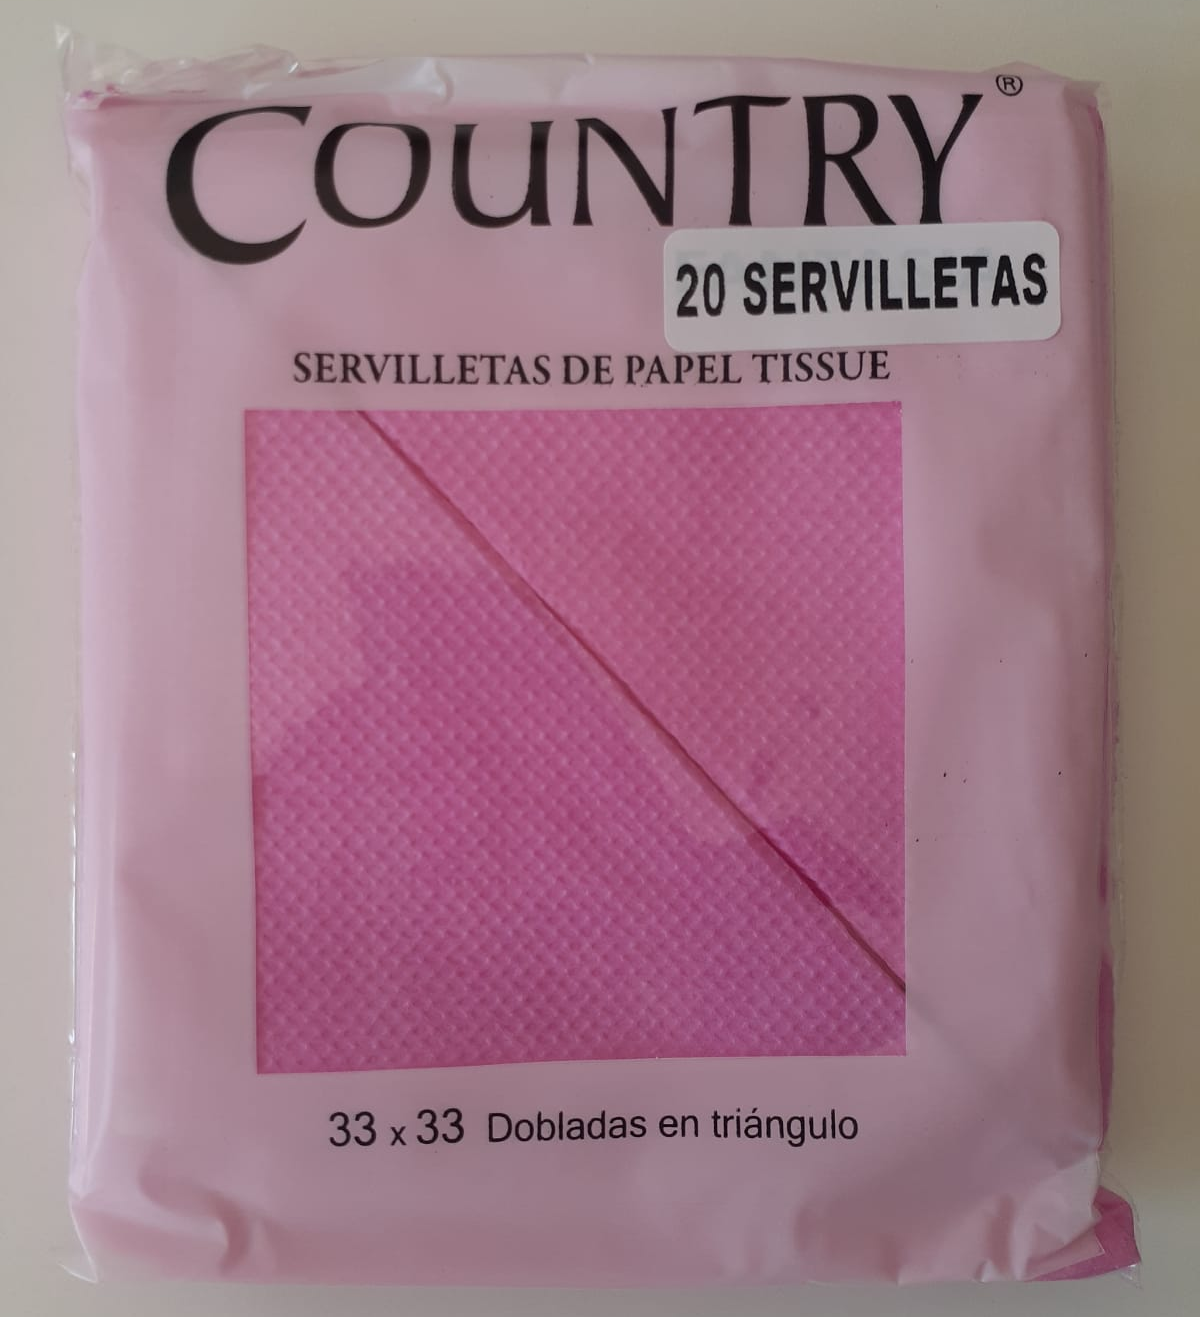 COUNTRY®
20 SERVILLETAS
SERVILLETAS DE PAPEL TISSUE
33 x 33 Dobladas en triángulo